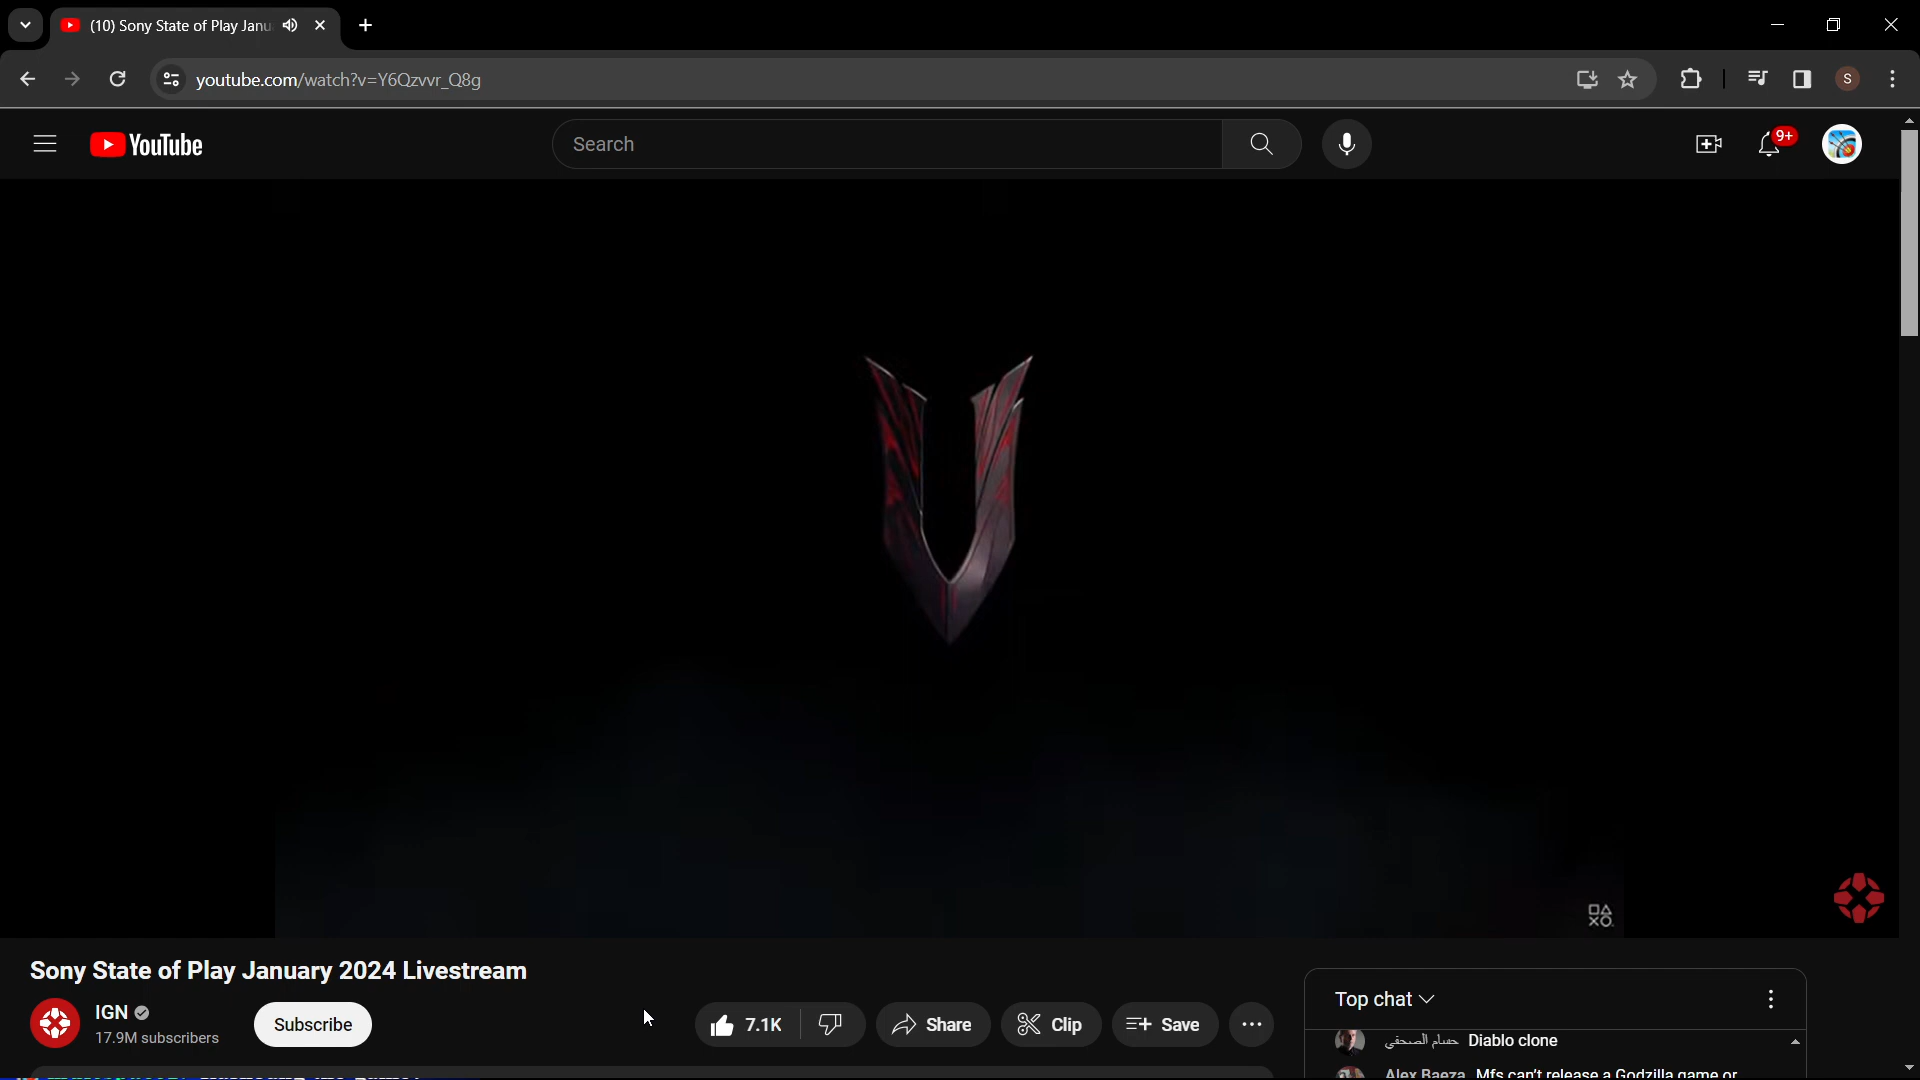 (10) Sony State of Play Janu
youtube.com/watch?v=Y6Qzvvr_Q8g
S
YouTube
Search
9+
Sony State of Play January 2024 Livestream
IGN
17.9M subscribers
Subscribe
7.1K
Share
Clip
Save
Top chat
حسام الصحفي Diablo clone
Alex Baeza Mfs can't release a Godzilla game or